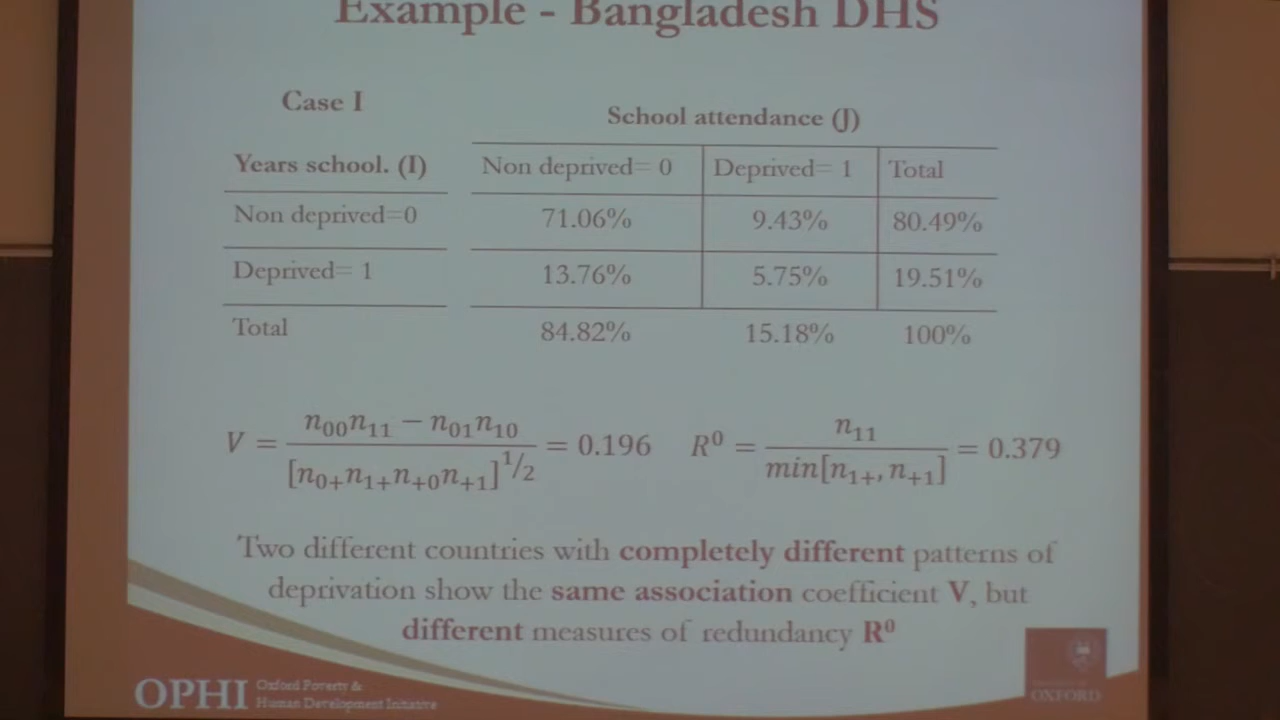 Example - Bangladesh DHS
Case I
School attendance (J)
Years school. (I) Non deprived= 0 Deprived= 1 Total
Non deprived=0 71.06% 9.43% 80.49%
Deprived= 1 13.76% 5.75% 19.51%
Total 84.82% 15.18% 100%
V = n₀₀n₁₁ − n₀₁n₁₀ / [n₀₊n₁₊n₊₀n₊₁]^1/2 = 0.196 R⁰ = n₁₁ / min[n₁₊, n₊₁] = 0.379
Two different countries with completely different patterns of
deprivation show the same association coefficient V, but
different measures of redundancy R⁰
OPHI Oxford Poverty &
Human Development Initiative
OXFORD